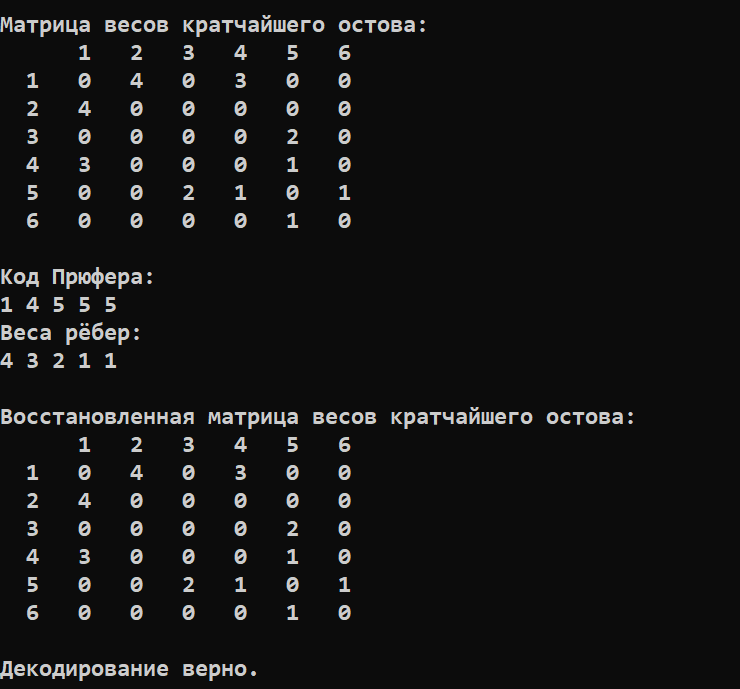 Матрица весов кратчайшего остова:
1 2 3 4 5 6
1 0 4 0 3 0 0
2 4 0 0 0 0 0
3 0 0 0 0 2 0
4 3 0 0 0 1 0
5 0 0 2 1 0 1
6 0 0 0 0 1 0
Код Прюфера:
1 4 5 5 5
Веса рёбер:
4 3 2 1 1
Восстановленная матрица весов кратчайшего остова:
1 2 3 4 5 6
1 0 4 0 3 0 0
2 4 0 0 0 0 0
3 0 0 0 0 2 0
4 3 0 0 0 1 0
5 0 0 2 1 0 1
6 0 0 0 0 1 0
Декодирование верно.